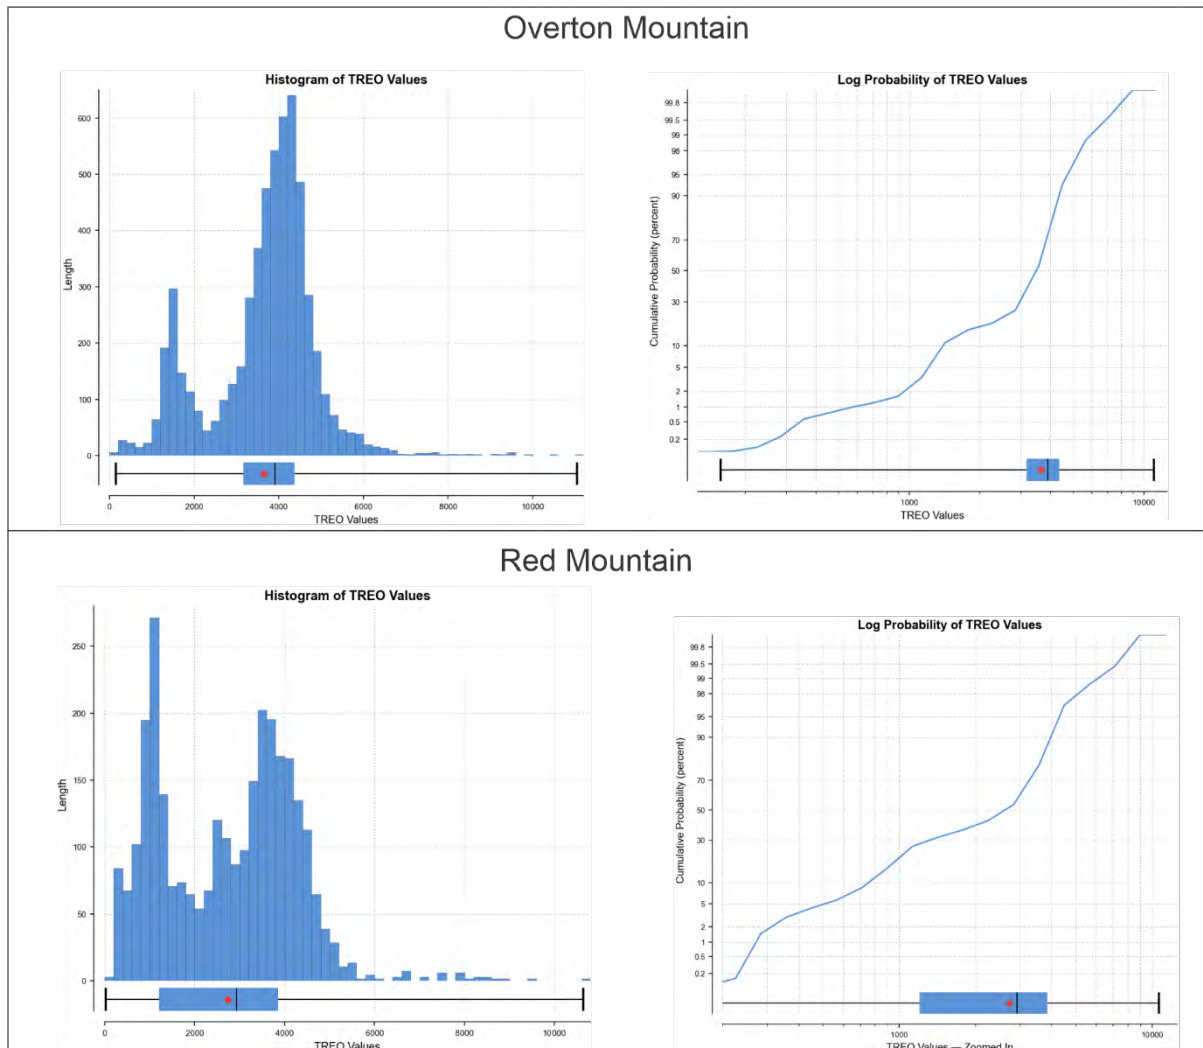 Overton Mountain
Histogram of TREO Values
600
500
400
300
200
100
0
Length
0 2000 4000 6000 8000 10000
TREO Values
Log Probability of TREO Values
99.8
99.5
99
98
95
90
70
50
30
10
5
2
1
0.5
0.2
Cumulative Probability (percent)
1000 10000
TREO Values
Red Mountain
Histogram of TREO Values
250
200
150
100
50
0
Length
0 2000 4000 6000 8000 10000
TREO Values
Log Probability of TREO Values
99.8
99.5
99
98
95
90
70
50
30
10
5
2
1
0.5
0.2
Cumulative Probability (percent)
1000 10000
TREO Values — Zoomed In